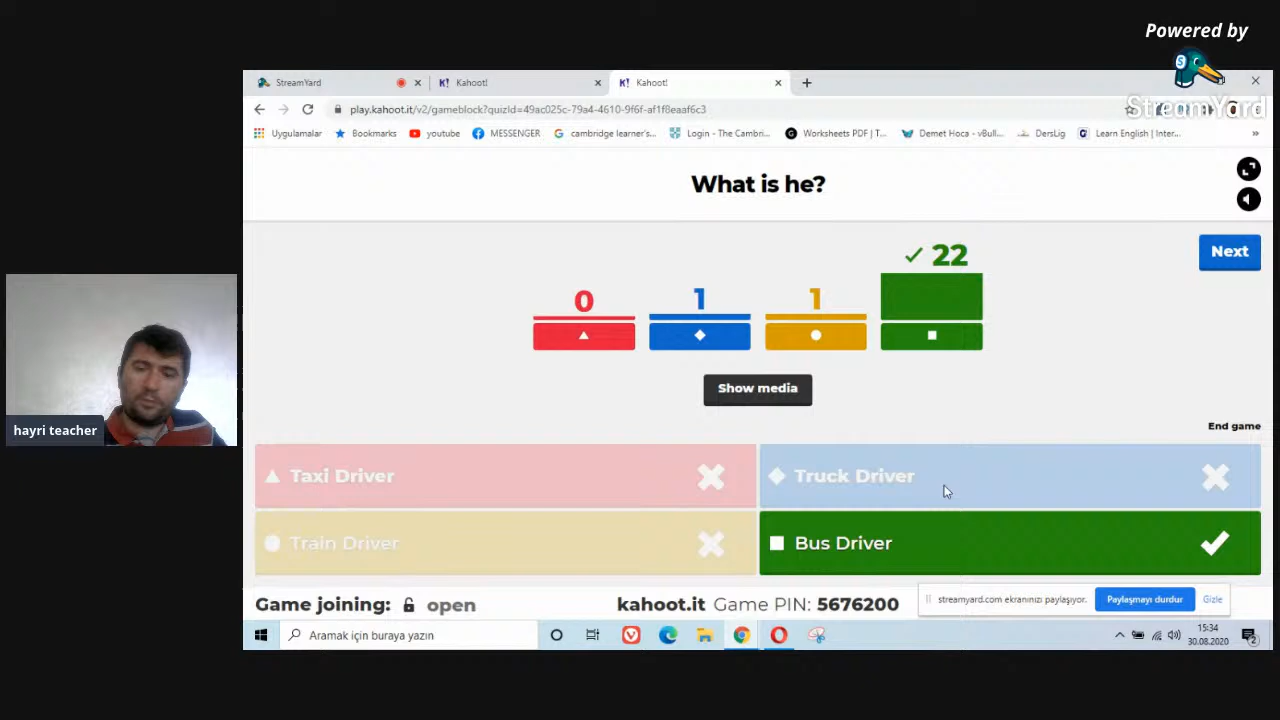 Powered by
StreamYard
StreamYard
Kahoot!
Kahoot!
play.kahoot.it/v2/gameblock?quizId=49ac025c-79a4-4610-9f6f-af1f8eaaf6c3
Uygulamalar
Bookmarks
youtube
MESSENGER
cambridge learner's...
Login - The Cambri...
Worksheets PDF | T...
Demet Hoca - vBull...
DersLig
Learn English | Inter...
What is he?
Next
0
1
1
22
Show media
End game
hayri teacher
Taxi Driver
Truck Driver
Train Driver
Bus Driver
Game joining: open
kahoot.it Game PIN: 5676200
streamyard.com ekranınızı paylaşıyor.
Paylaşmayı durdur
Gizle
Aramak için buraya yazın
15:34
30.08.2020
2